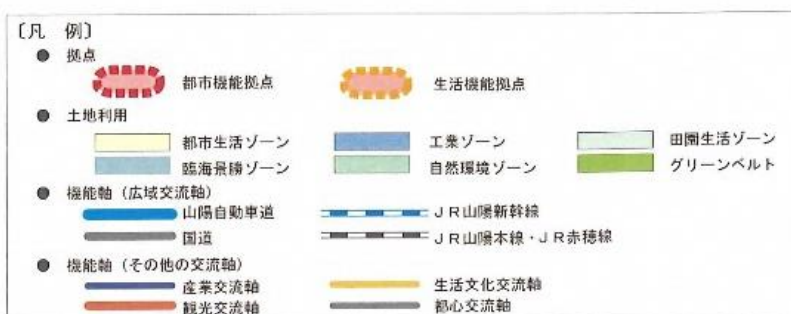 〔凡 例〕
● 拠点
都市機能拠点 生活機能拠点
● 土地利用
都市生活ゾーン 工業ゾーン 田園生活ゾーン
臨海景勝ゾーン 自然環境ゾーン グリーンベルト
● 機能軸（広域交流軸）
山陽自動車道 ＪＲ山陽新幹線
国道 ＪＲ山陽本線・ＪＲ赤穂線
● 機能軸（その他の交流軸）
産業交流軸 生活文化交流軸
観光交流軸 都心交流軸